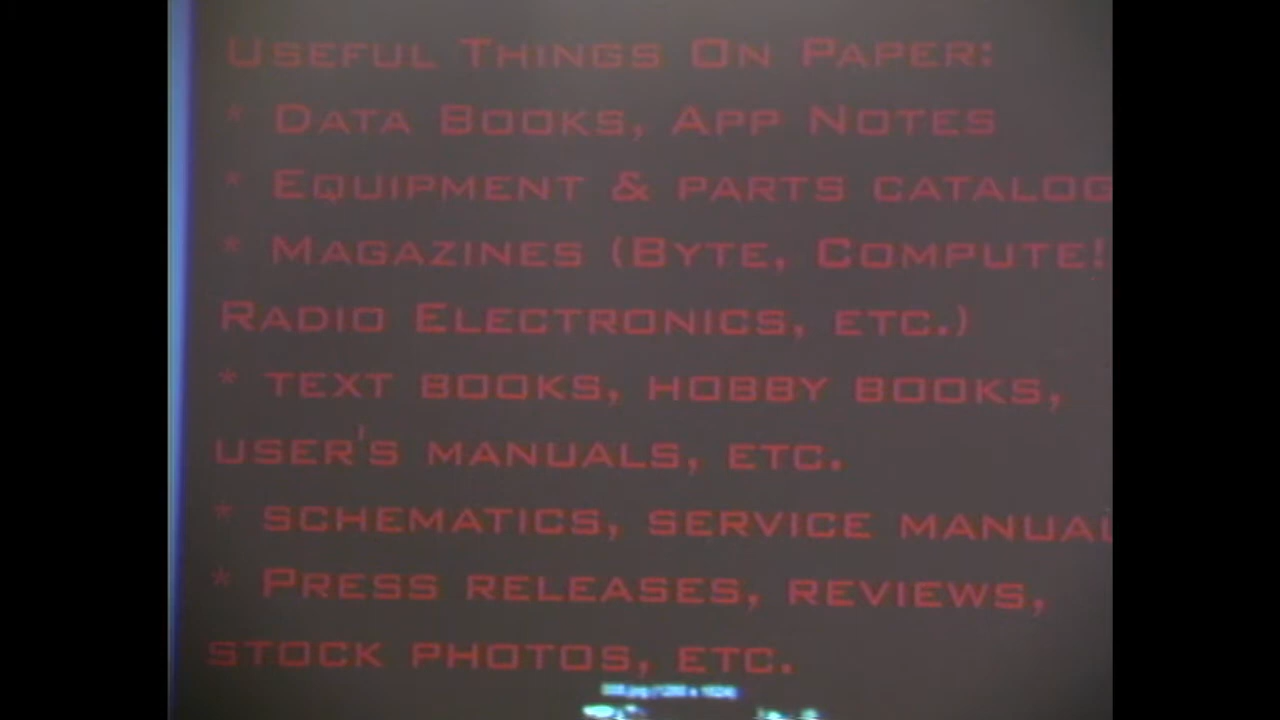 Useful Things On Paper:
* Data Books, App Notes
* Equipment & parts catalog
* Magazines (Byte, Compute!
Radio Electronics, etc.)
* text books, hobby books,
user's manuals, etc.
* schematics, service manual
* Press releases, reviews,
stock photos, etc.